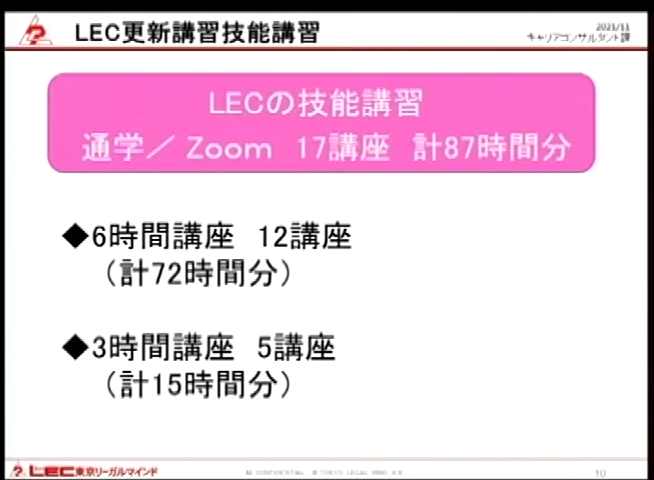 LEC更新講習技能講習
2021/11
キャリアコンサルタント課
LECの技能講習
通学／ Zoom 17講座 計87時間分
◆6時間講座 12講座
（計72時間分）
◆3時間講座 5講座
（計15時間分）
LEC東京リーガルマインド
CONFIDENTIAL © TOKYO LEGAL MIND K.K.
10